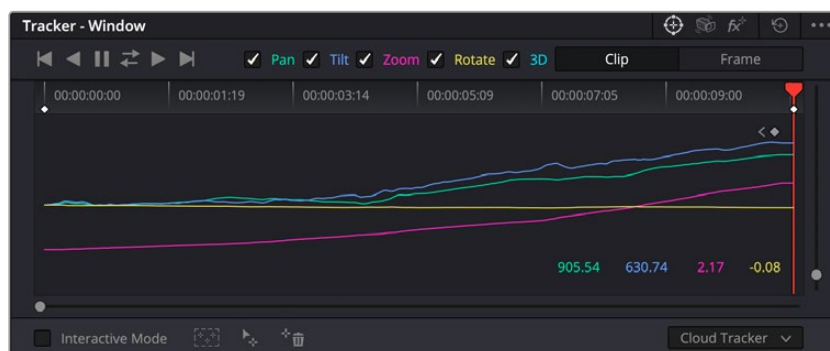 Tracker - Window
Pan Tilt Zoom Rotate 3D Clip Frame
00:00:00:00 00:00:01:19 00:00:03:14 00:00:05:09 00:00:07:05 00:00:09:00
905.54 630.74 2.17 -0.08
Interactive Mode Cloud Tracker